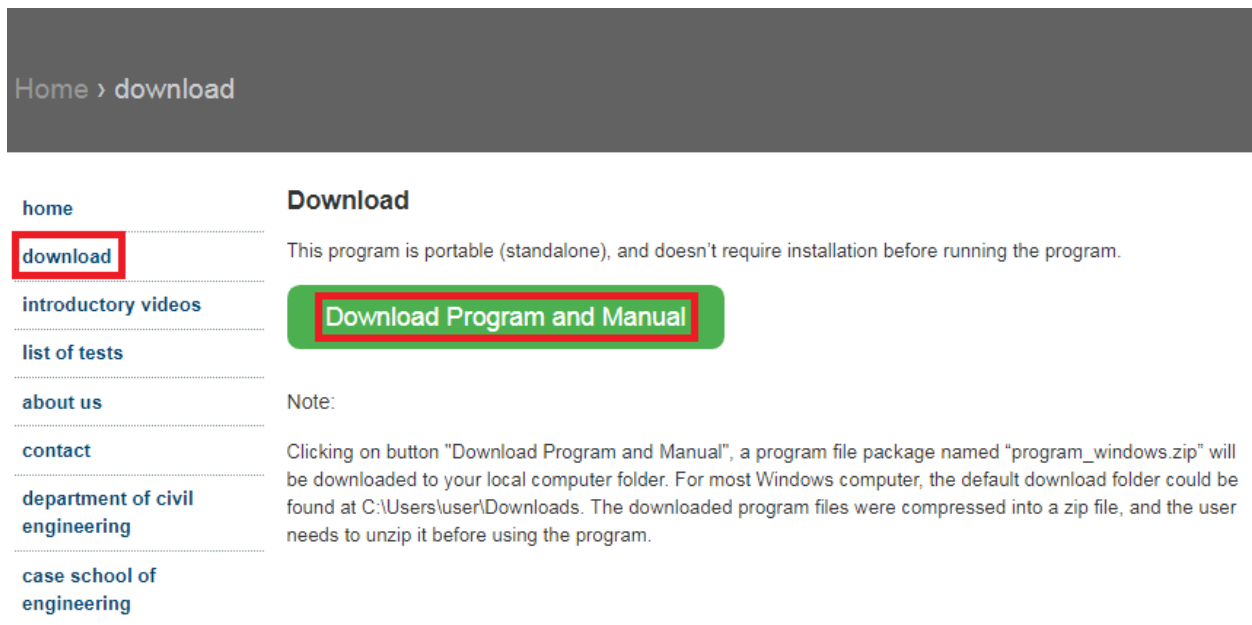 Home › download
home
download
introductory videos
list of tests
about us
contact
department of civil
engineering
case school of
engineering
Download
This program is portable (standalone), and doesn’t require installation before running the program.
Download Program and Manual
Note:
Clicking on button "Download Program and Manual", a program file package named “program_windows.zip” will
be downloaded to your local computer folder. For most Windows computer, the default download folder could be
found at C:\Users\user\Downloads. The downloaded program files were compressed into a zip file, and the user
needs to unzip it before using the program.